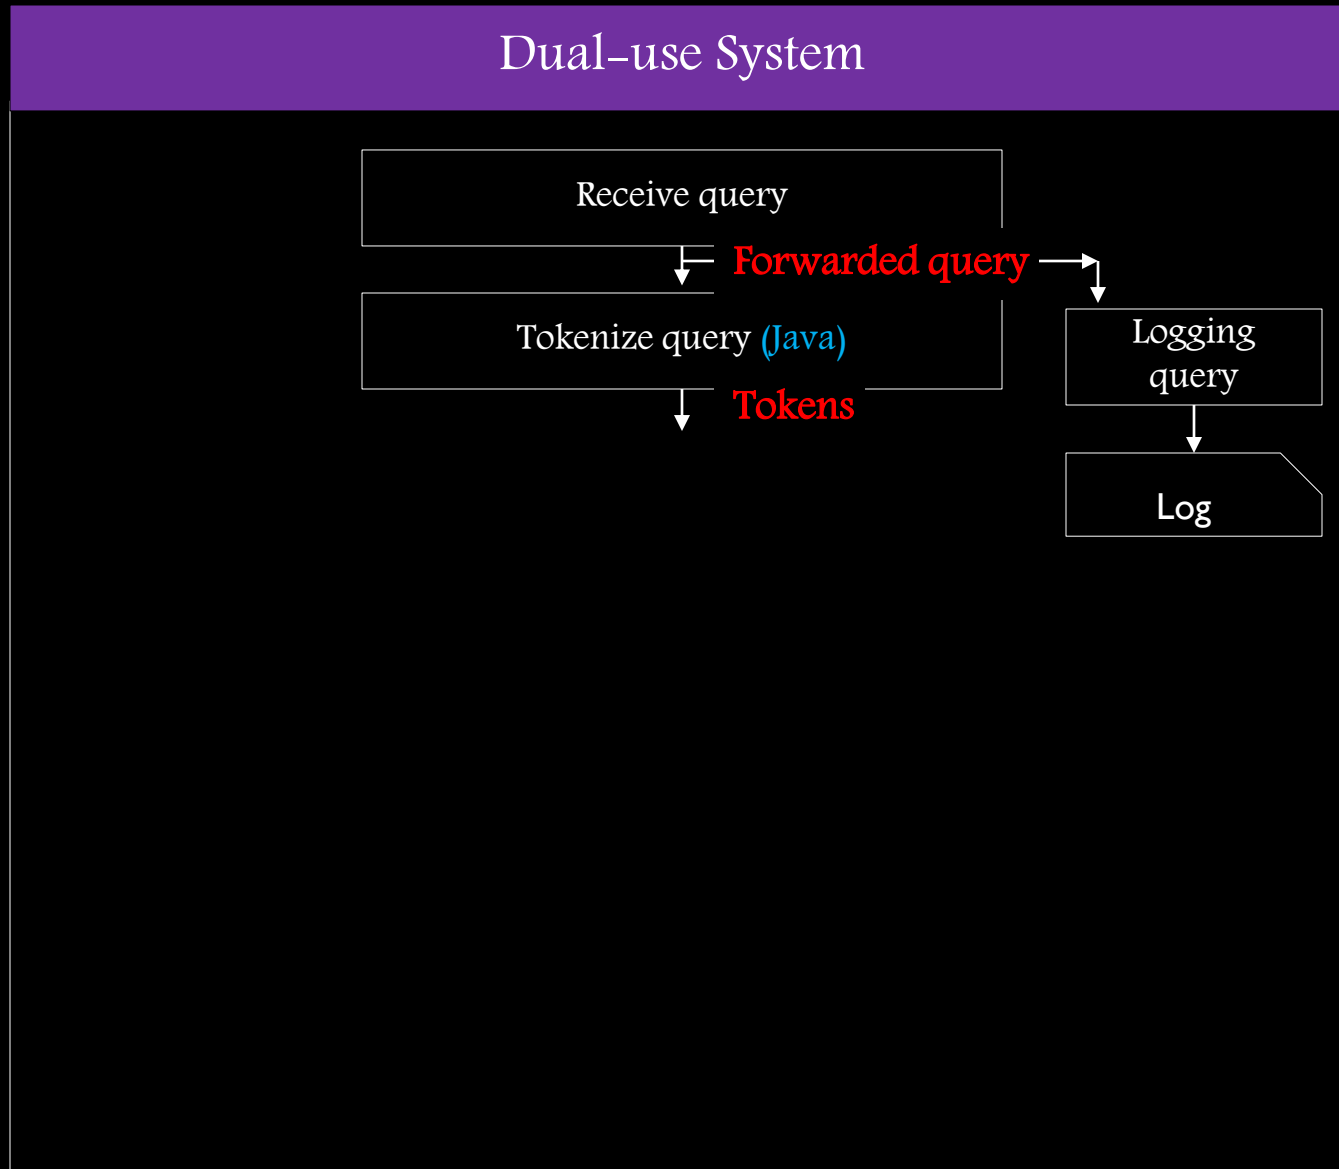 Dual-use System
Receive query
Forwarded query
Tokenize query (Java)
Logging
query
Tokens
Log